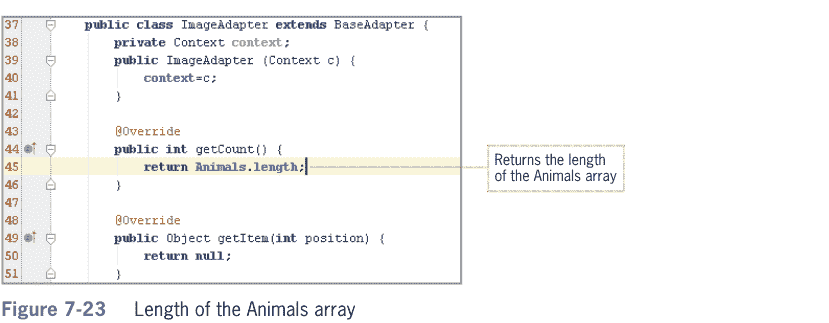 37 public class ImageAdapter extends BaseAdapter {
38 private Context context;
39 public ImageAdapter (Context c) {
40 context=c;
41 }
42
43 @Override
44 public int getCount() {
45 return Animals.length;
46 }
47
48 @Override
49 public Object getItem(int position) {
50 return null;
51 }
Returns the length
of the Animals array
Figure 7-23 Length of the Animals array